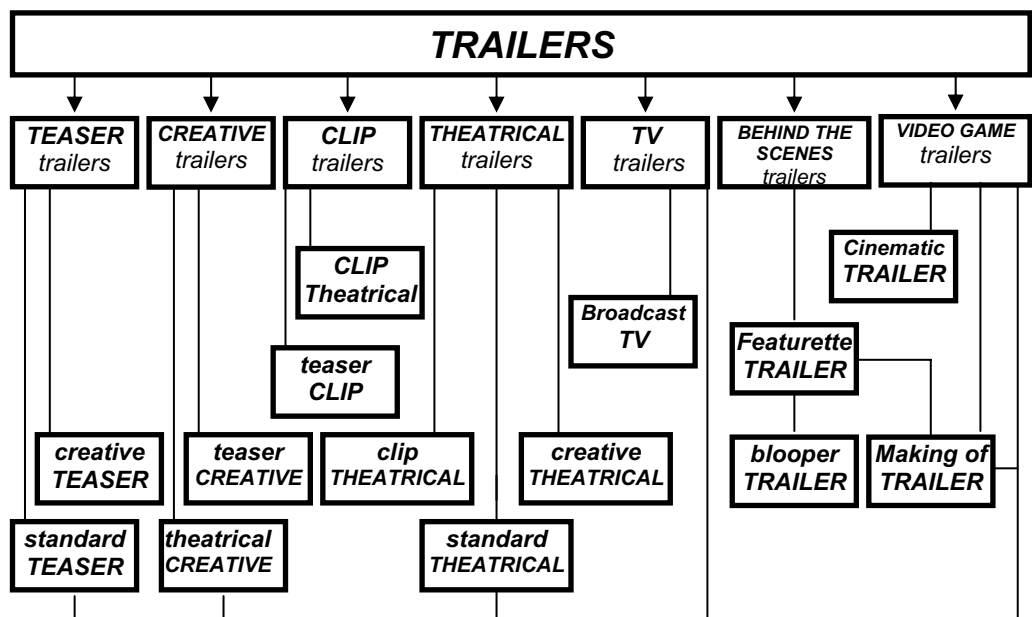 TRAILERS
TEASER
trailers
CREATIVE
trailers
CLIP
trailers
THEATRICAL
trailers
TV
trailers
BEHIND THE
SCENES
trailers
VIDEO GAME
trailers
CLIP
Theatrical
Cinematic
TRAILER
Broadcast
TV
teaser
CLIP
Featurette
TRAILER
creative
TEASER
teaser
CREATIVE
clip
THEATRICAL
creative
THEATRICAL
blooper
TRAILER
Making of
TRAILER
standard
TEASER
theatrical
CREATIVE
standard
THEATRICAL